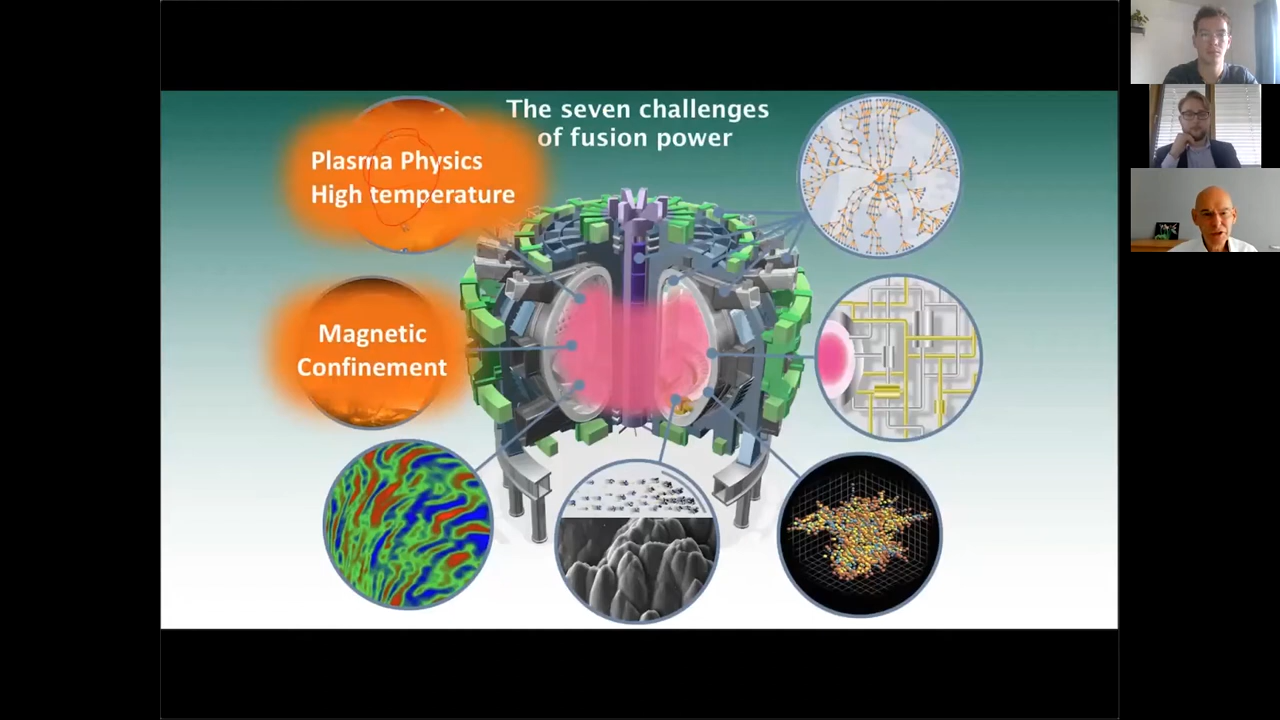 The seven challenges
of fusion power
Plasma Physics
High temperature
Magnetic
Confinement